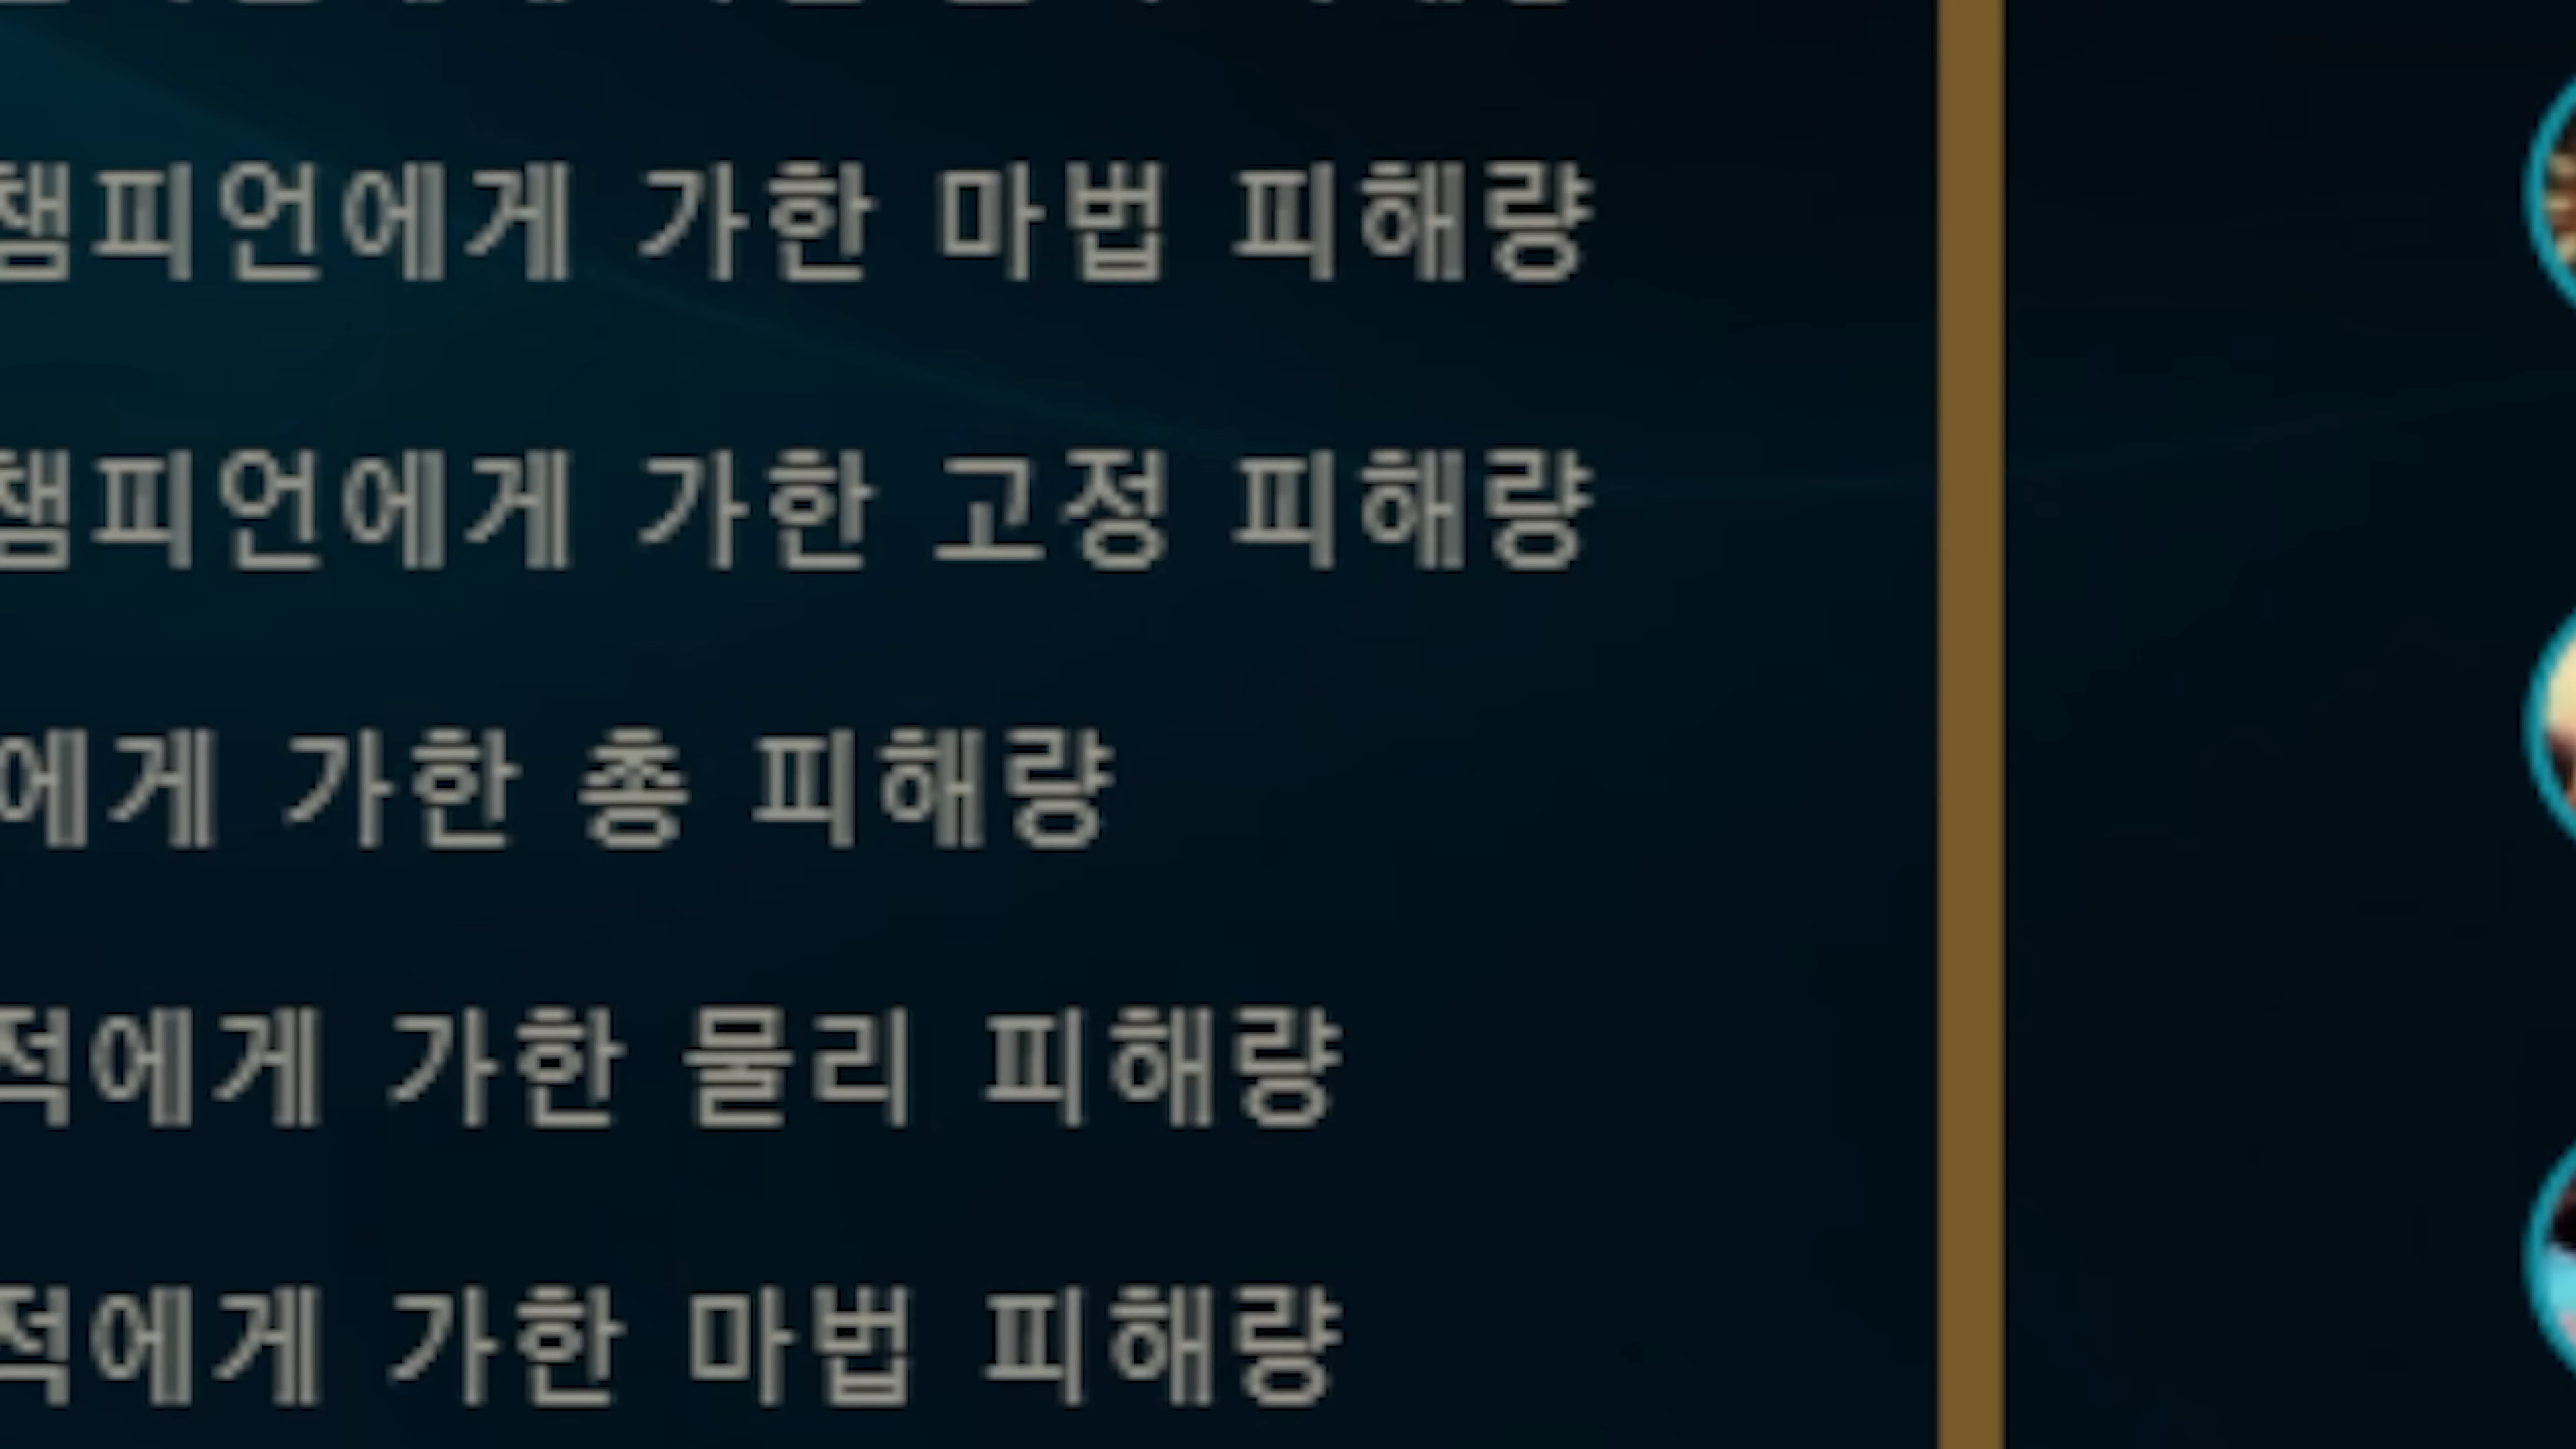 챔피언에게 가한 마법 피해량
챔피언에게 가한 고정 피해량
에게 가한 총 피해량
적에게 가한 물리 피해량
적에게 가한 마법 피해량